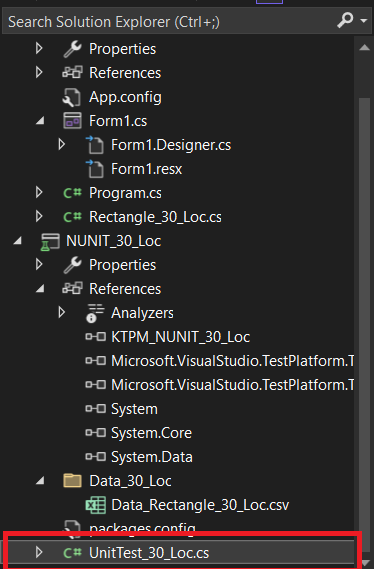 Search Solution Explorer (Ctrl+;)
Properties
References
App.config
Form1.cs
Form1.Designer.cs
Form1.resx
C# Program.cs
C# Rectangle_30_Loc.cs
NUNIT_30_Loc
Properties
References
Analyzers
KTPM_NUNIT_30_Loc
Microsoft.VisualStudio.TestPlatform.T
Microsoft.VisualStudio.TestPlatform.T
System
System.Core
System.Data
Data_30_Loc
Data_Rectangle_30_Loc.csv
packages.config
C# UnitTest_30_Loc.cs